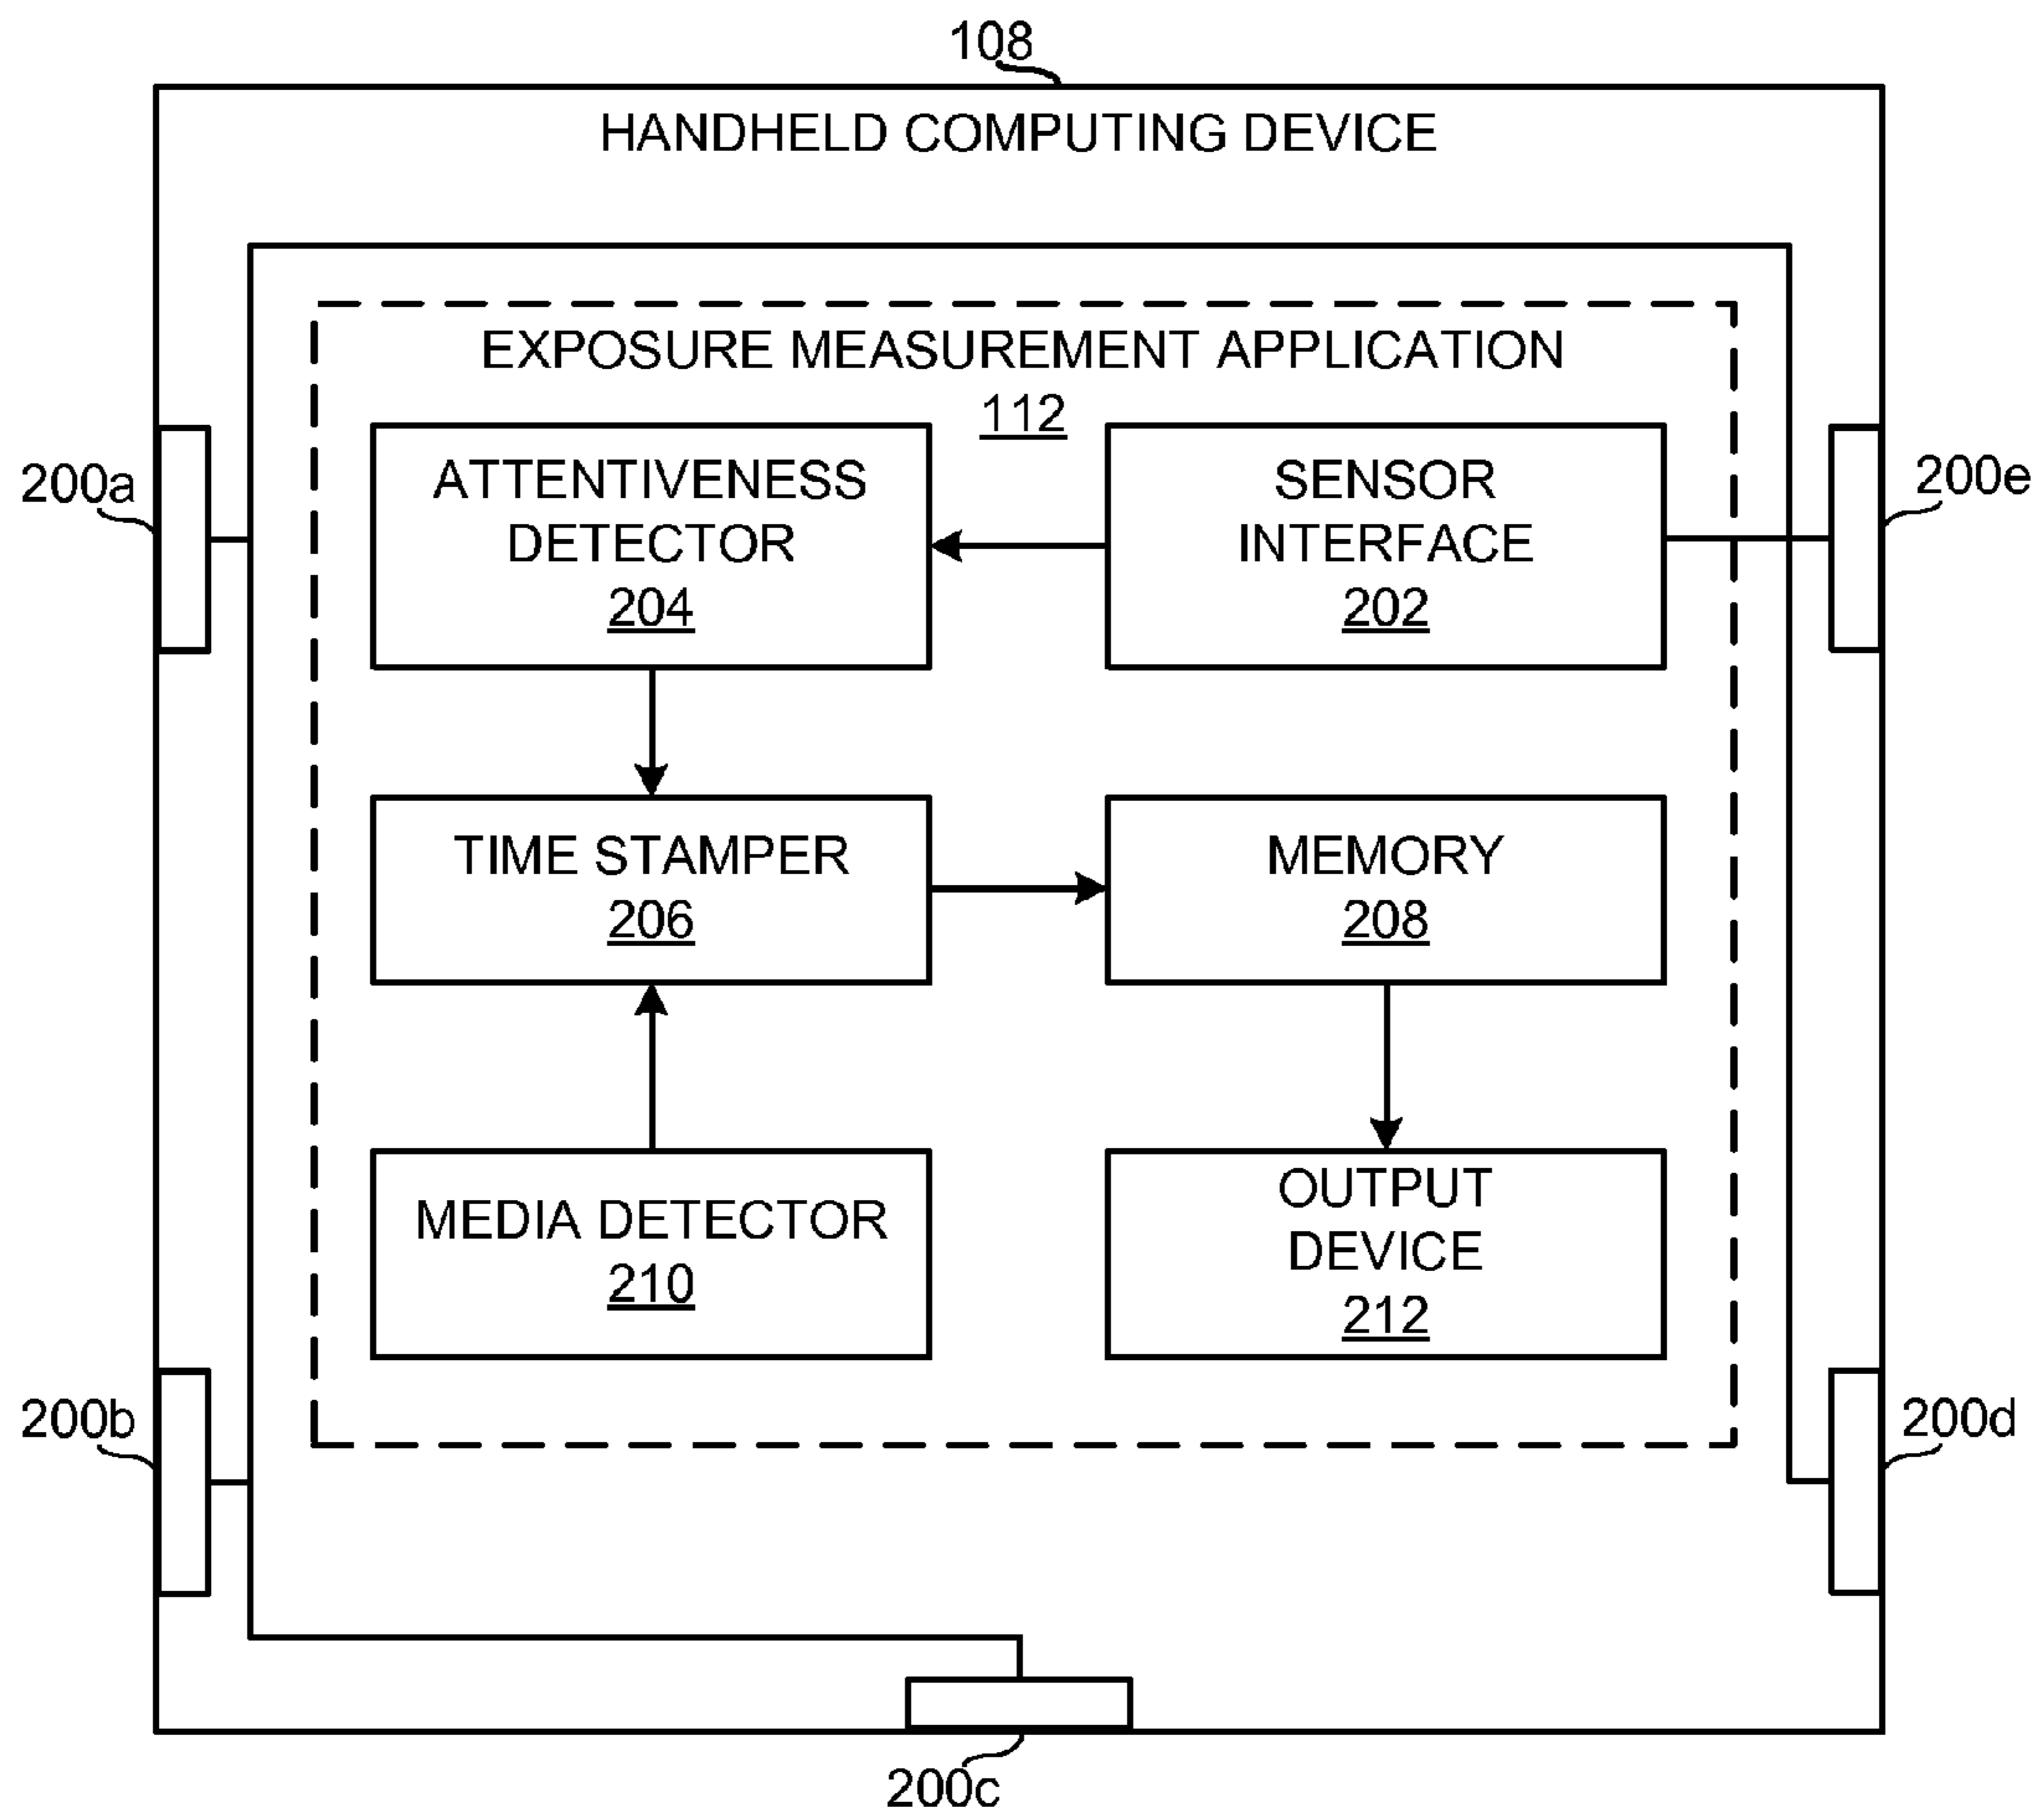 108
HANDHELD COMPUTING DEVICE
EXPOSURE MEASUREMENT APPLICATION
112
200a
ATTENTIVENESS
DETECTOR
204
SENSOR
INTERFACE
202
200e
TIME STAMPER
206
MEMORY
208
MEDIA DETECTOR
210
OUTPUT
DEVICE
212
200b
200d
200c